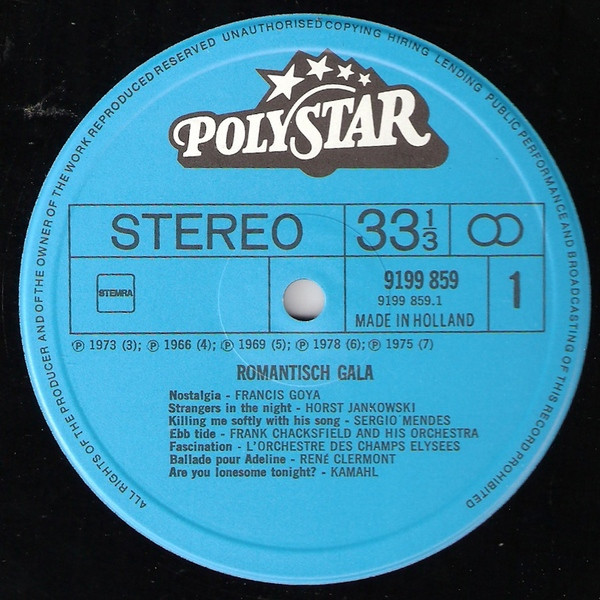 ALL RIGHTS OF THE PRODUCER AND OF THE OWNER OF THE WORK REPRODUCED RESERVED UNAUTHORISED COPYING HIRING LENDING PUBLIC PERFORMANCE AND BROADCASTING OF THIS RECORD PROHIBITED
POLYSTAR
STEREO 33 1/3
STEMRA
9199 859
9199 859.1
MADE IN HOLLAND
1
Ⓟ 1973 (3); Ⓟ 1966 (4); Ⓟ 1969 (5); Ⓟ 1978 (6); Ⓟ 1975 (7)
ROMANTISCH GALA
Nostalgia - FRANCIS GOYA
Strangers in the night - HORST JANKOWSKI
Killing me softly with his song - SERGIO MENDES
Ebb tide - FRANK CHACKSFIELD AND HIS ORCHESTRA
Fascination - L'ORCHESTRE DES CHAMPS ELYSEES
Ballade pour Adeline - RENÉ CLERMONT
Are you lonesome tonight? - KAMAHL